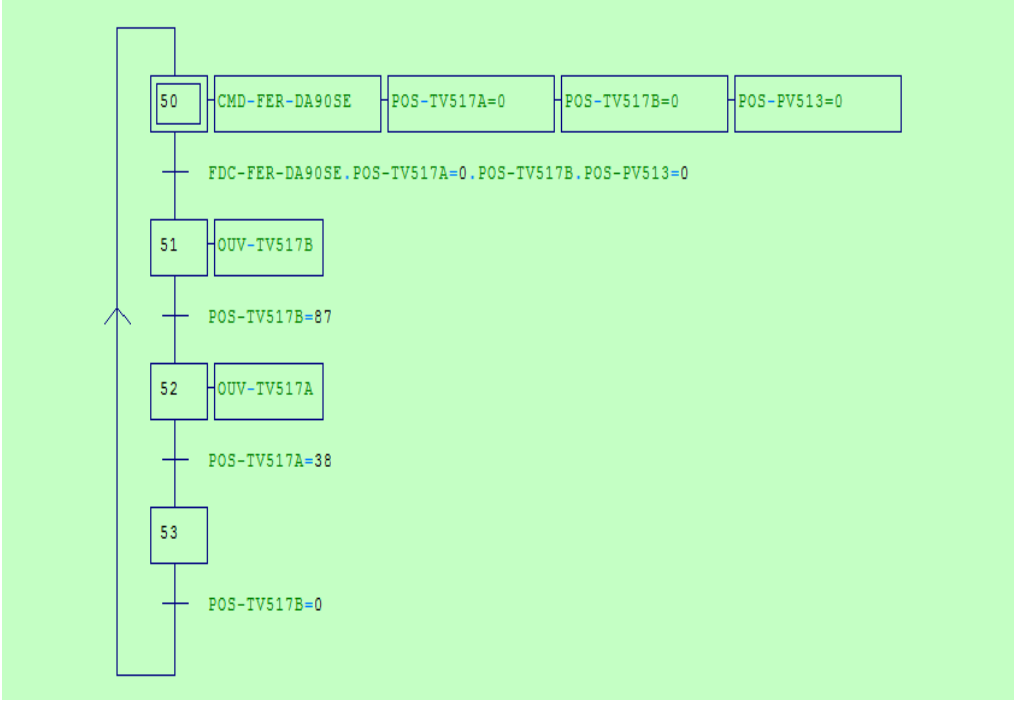 50 CMD-FER-DA90SE POS-TV517A=0 POS-TV517B=0 POS-PV513=0
FDC-FER-DA90SE.POS-TV517A=0.POS-TV517B.POS-PV513=0
51 OUV-TV517B
POS-TV517B=87
52 OUV-TV517A
POS-TV517A=38
53
POS-TV517B=0